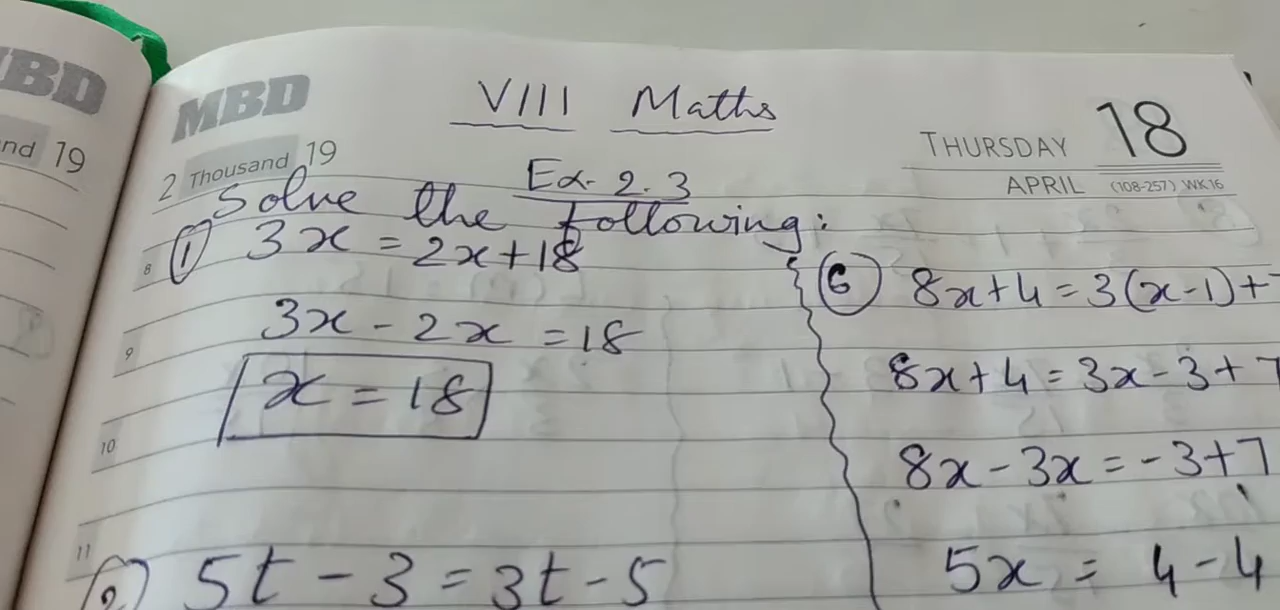 MBD
nd 19
MBD
2 Thousand 19
VIII Maths
THURSDAY 18
APRIL (108-257) WK16
Ex. 2.3
Solve the following:
8
① 3x = 2x+18
9
3x - 2x = 18
x = 18
10
11
② 5t - 3 = 3t - 5
⑥ 8x+4 = 3(x-1)+7
8x+4 = 3x-3+7
8x-3x = -3+7
5x = 4-4